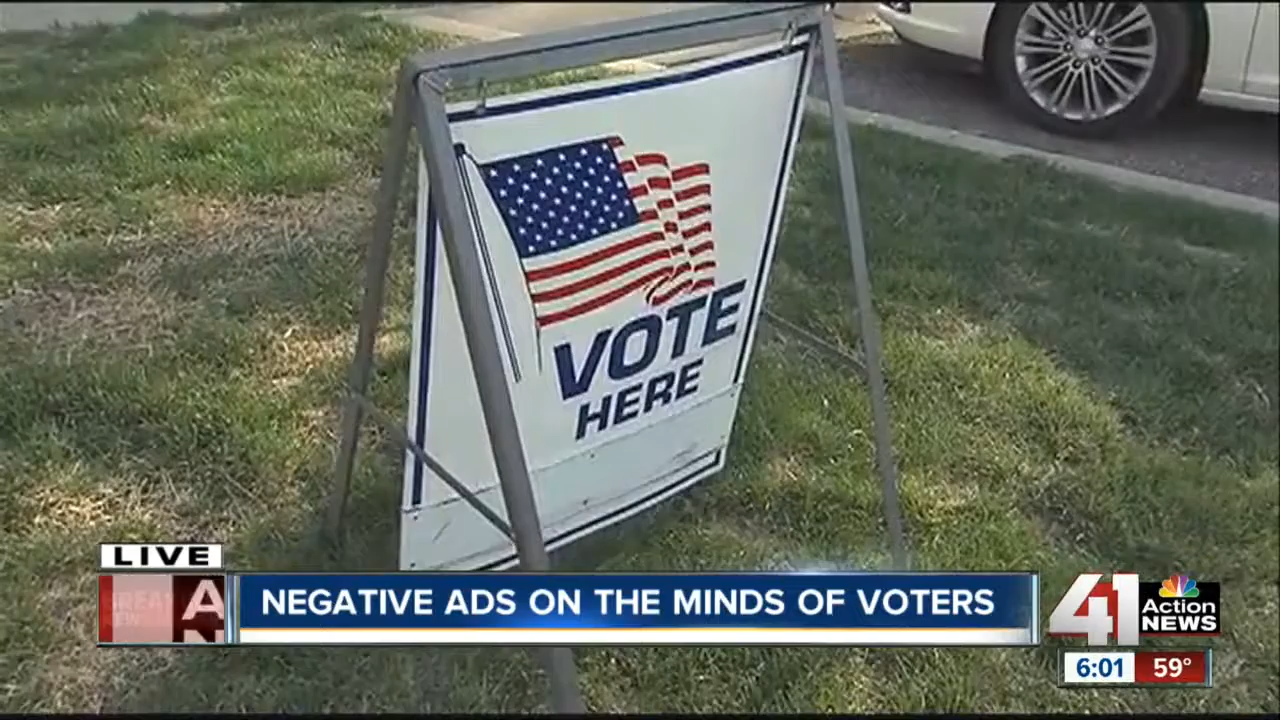 VOTE
HERE
LIVE
NEGATIVE ADS ON THE MINDS OF VOTERS
41
Action
NEWS
6:01
59°